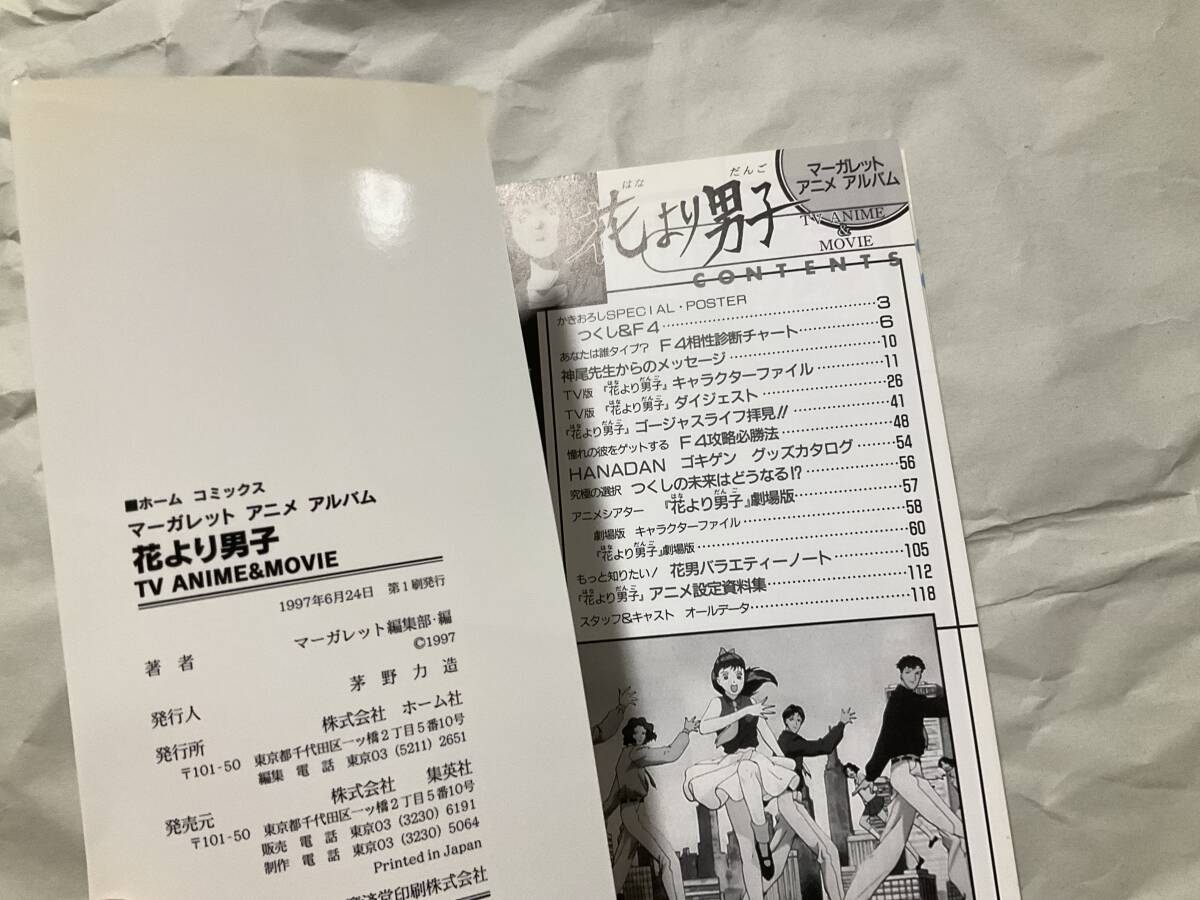 ■ホーム コミックス
マーガレット アニメ アルバム
花より男子
TV ANIME&MOVIE
1997年6月24日 第1刷発行
著者 マーガレット編集部・編
©1997
発行人 茅野力造
発行所 株式会社 ホーム社
〒101-50 東京都千代田区一ッ橋2丁目5番10号
編集 電話 東京03(5211)2651
発売元 株式会社 集英社
〒101-50 東京都千代田区一ッ橋2丁目5番10号
販売 電話 東京03(3230)6191
制作 電話 東京03(3230)5064
Printed in Japan
済堂印刷株式会社
マーガレット
アニメ アルバム
はな だんご
花より男子
TV ANIME
&
MOVIE
CONTENTS
かきおろしSPECIAL・POSTER
つくし&F4 3
あなたは誰タイプ? F4相性診断チャート 6
神尾先生からのメッセージ 10
TV版『花より男子』キャラクターファイル 11
TV版『花より男子』ダイジェスト 26
『花より男子』ゴージャスライフ拝見!! 41
憧れの彼をゲットする F4攻略必勝法 48
HANADAN ゴキゲン グッズカタログ 54
究極の選択 つくしの未来はどうなる!? 56
アニメシアター 『花より男子』劇場版 57
劇場版 キャラクターファイル 58
『花より男子』劇場版 60
もっと知りたい! 花男バラエティーノート 105
『花より男子』アニメ設定資料集 112
スタッフ&キャスト オールデータ 118